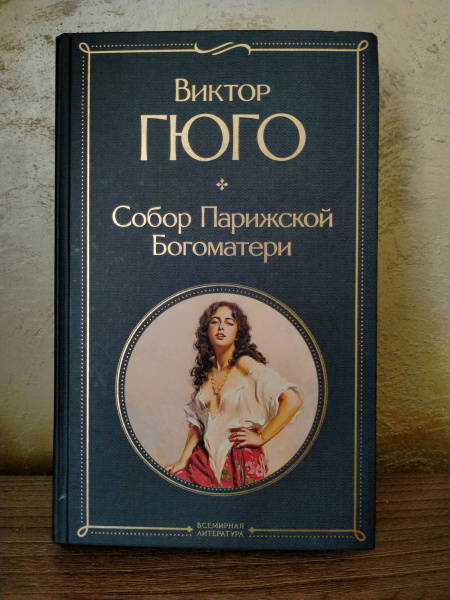 Виктор
ГЮГО
Собор Парижской
Богоматери
ВСЕМИРНАЯ
ЛИТЕРАТУРА